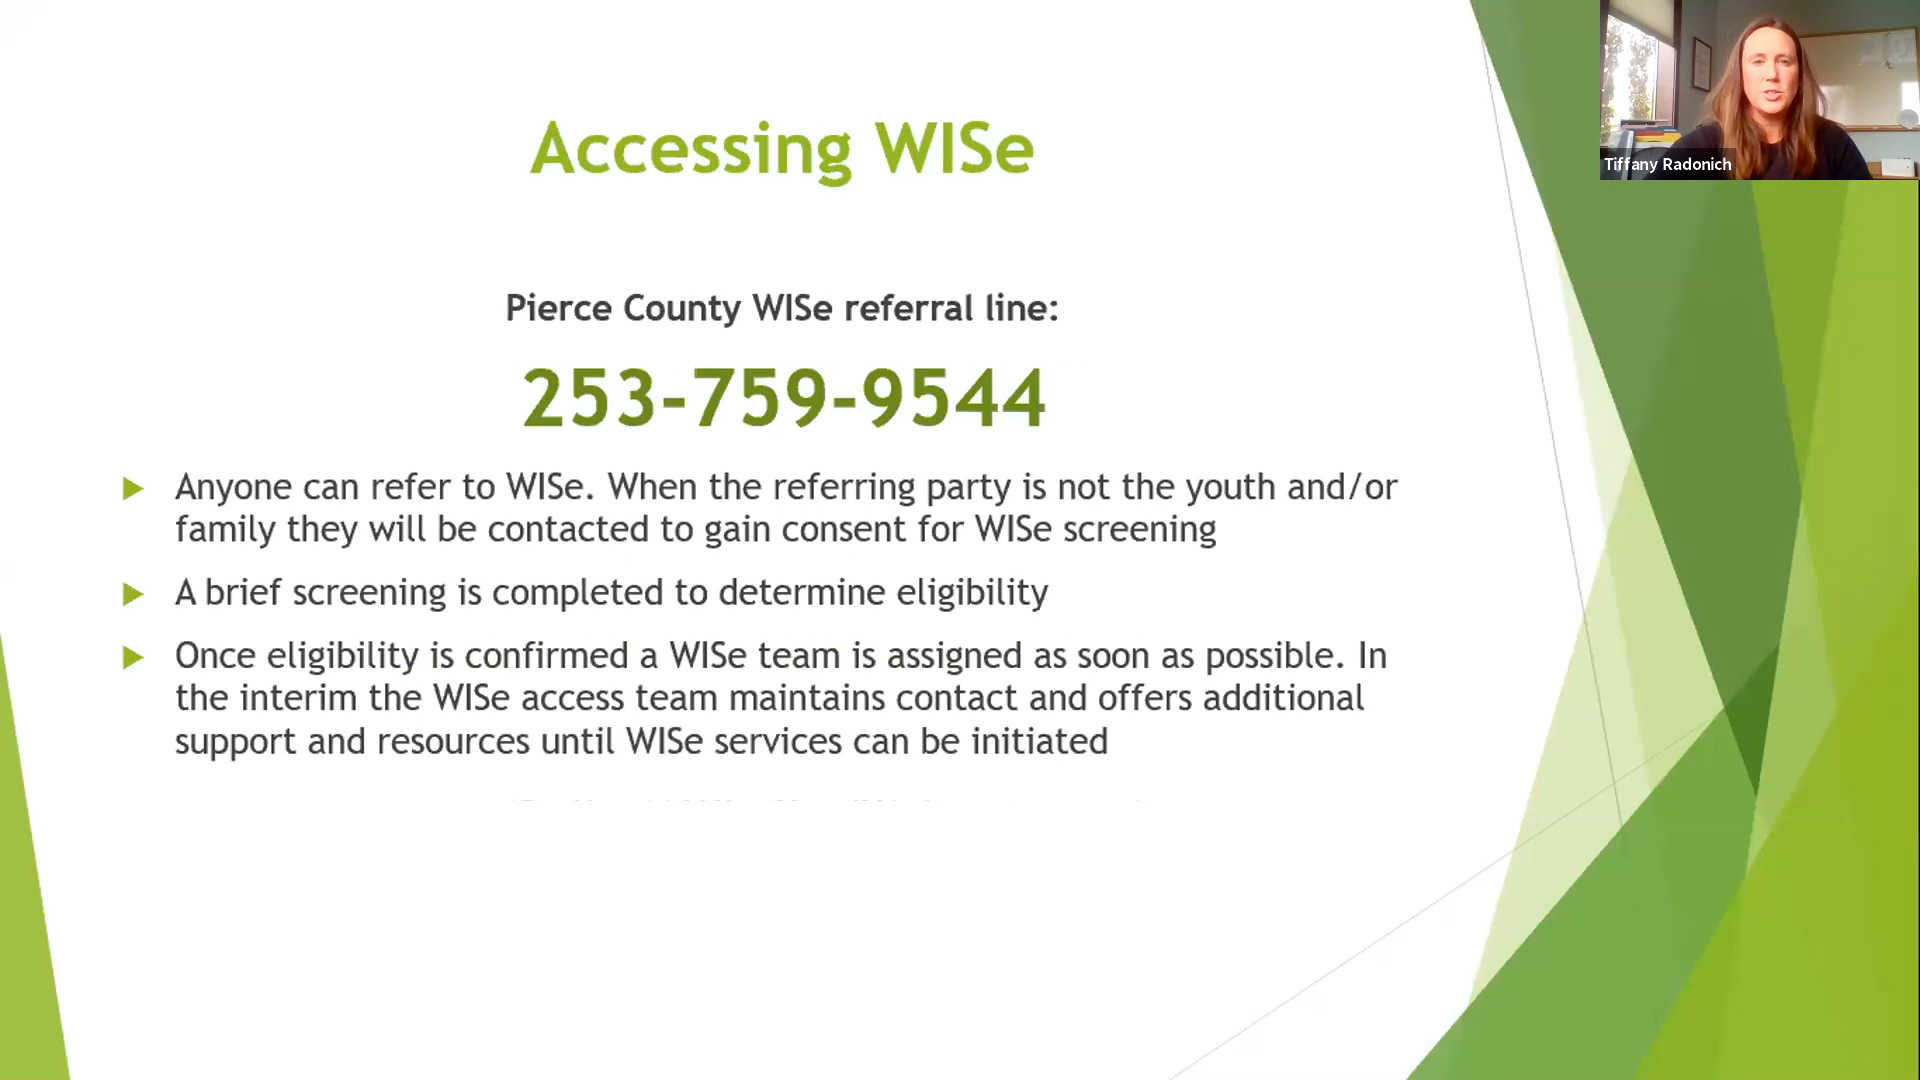 Accessing WISe
Tiffany Radonich
Pierce County WISe referral line:
253-759-9544
Anyone can refer to WISe. When the referring party is not the youth and/or
family they will be contacted to gain consent for WISe screening
A brief screening is completed to determine eligibility
Once eligibility is confirmed a WISe team is assigned as soon as possible. In
the interim the WISe access team maintains contact and offers additional
support and resources until WISe services can be initiated